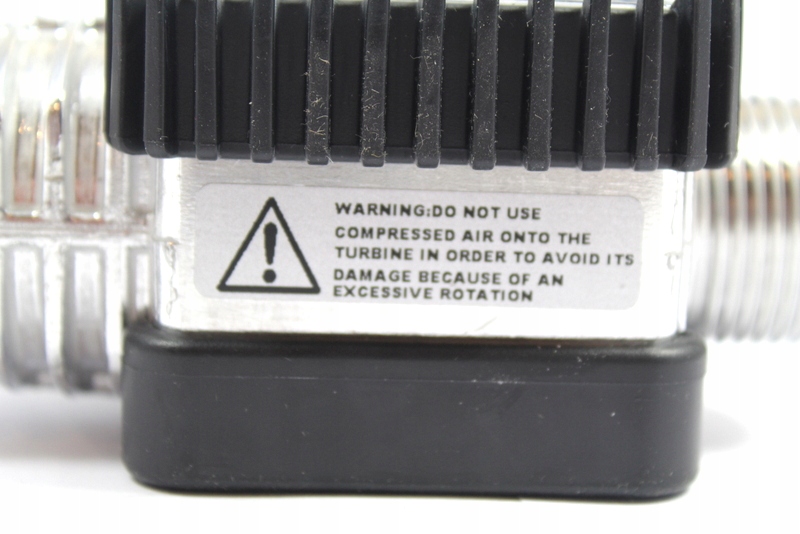 WARNING:DO NOT USE
COMPRESSED AIR ONTO THE
TURBINE IN ORDER TO AVOID ITS
DAMAGE BECAUSE OF AN
EXCESSIVE ROTATION